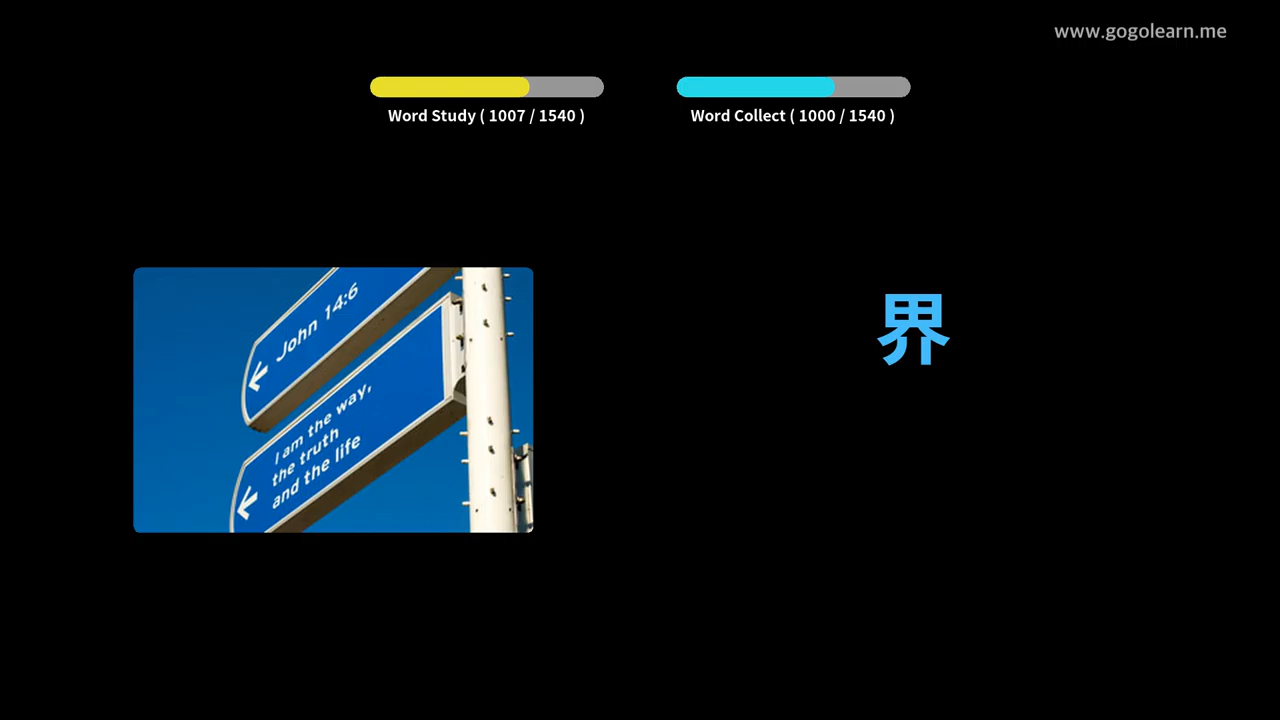 www.gogolearn.me
Word Study ( 1007 / 1540 )
Word Collect ( 1000 / 1540 )
John 14:6
I am the way,
the truth
and the life
界